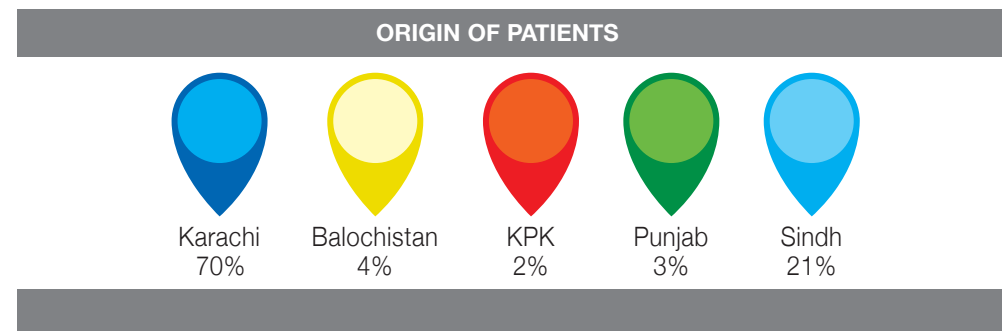 ORIGIN OF PATIENTS
Karachi Balochistan KPK Punjab Sindh
70% 4% 2% 3% 21%